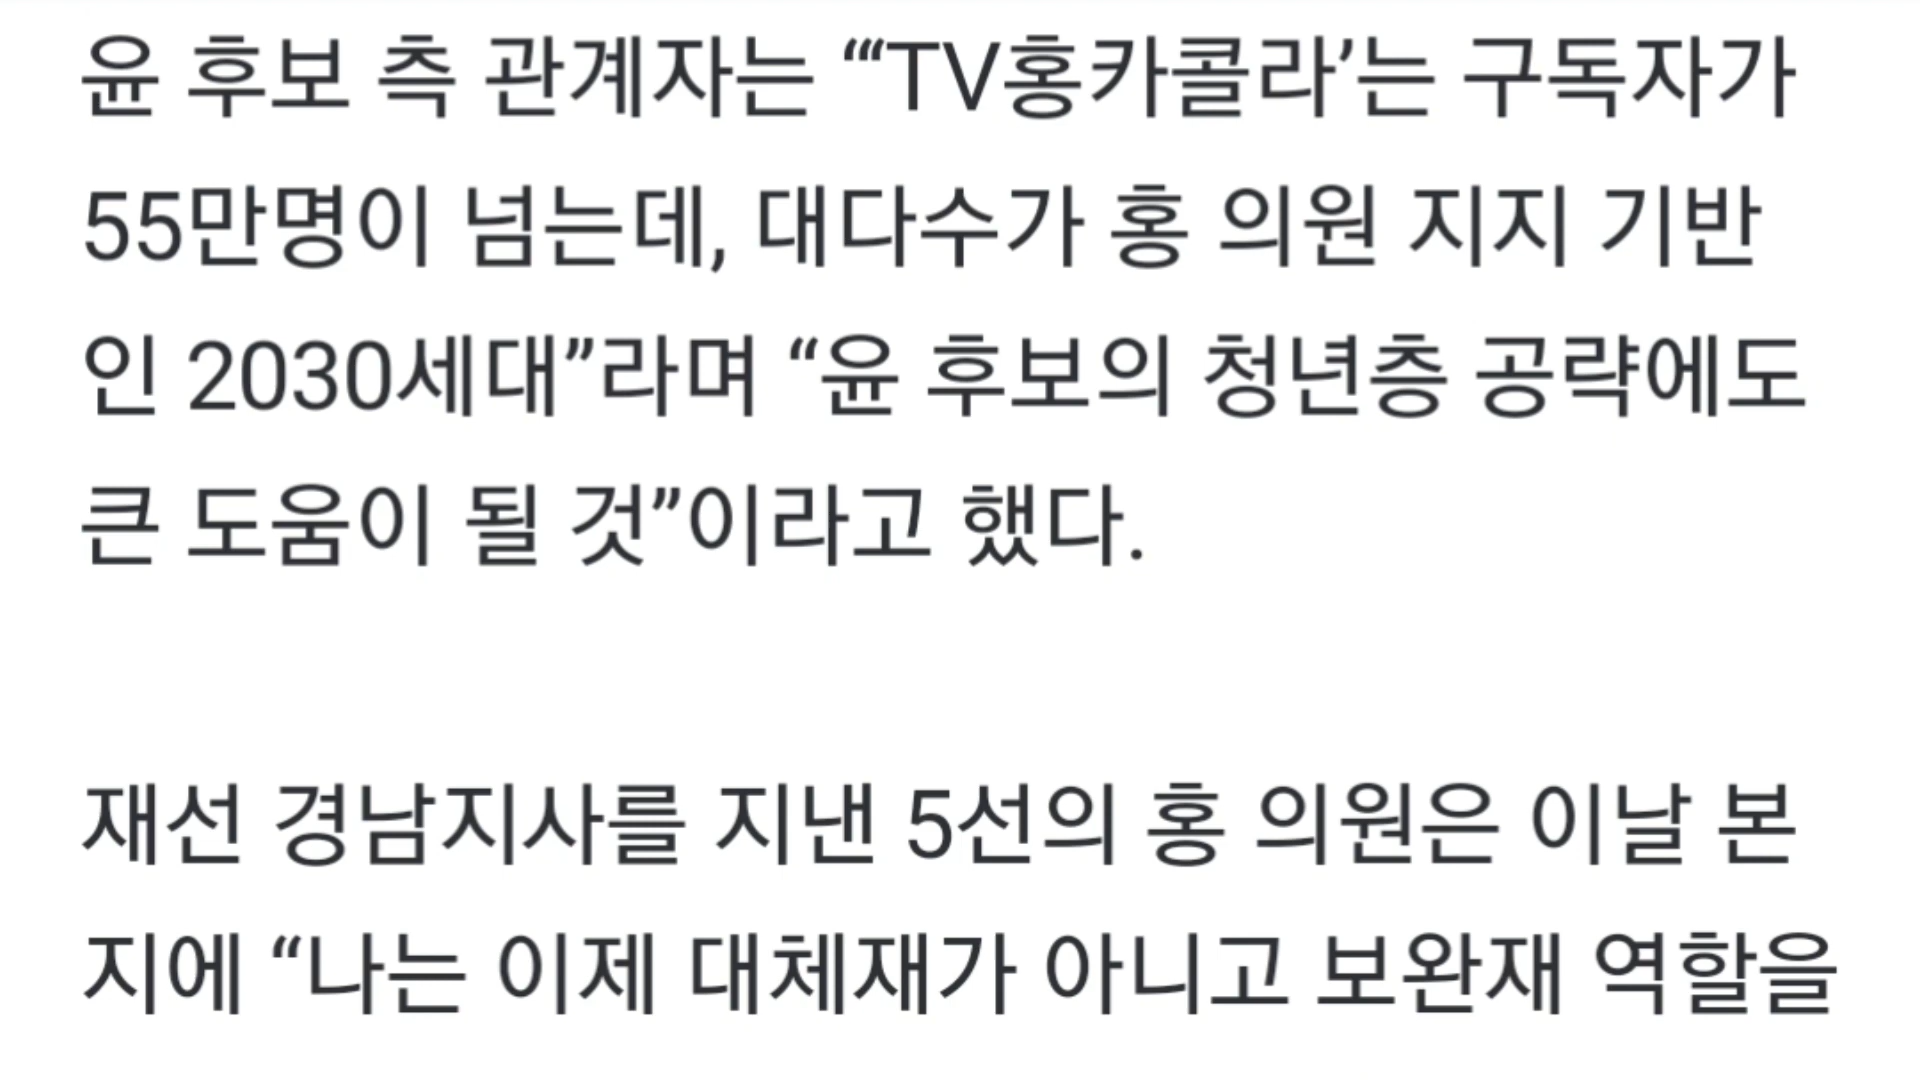 윤 후보 측 관계자는 “‘TV홍카콜라’는 구독자가
55만명이 넘는데, 대다수가 홍 의원 지지 기반
인 2030세대”라며 “윤 후보의 청년층 공략에도
큰 도움이 될 것”이라고 했다.
재선 경남지사를 지낸 5선의 홍 의원은 이날 본
지에 “나는 이제 대체재가 아니고 보완재 역할을